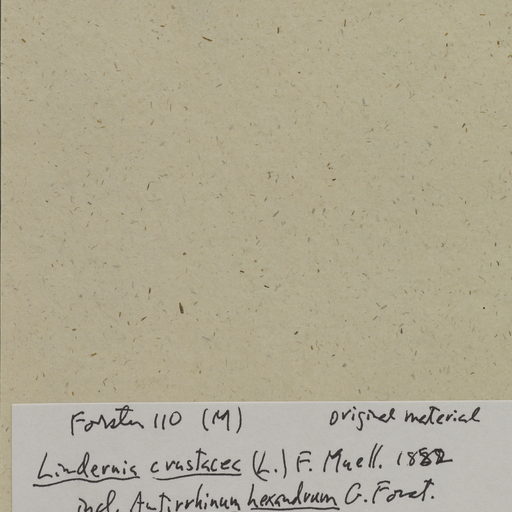 Forster 110 (M) original material
Lindernia crustacea (L.) F. Muell. 1882
incl. Antirrhinum hexandrum G. Forst.